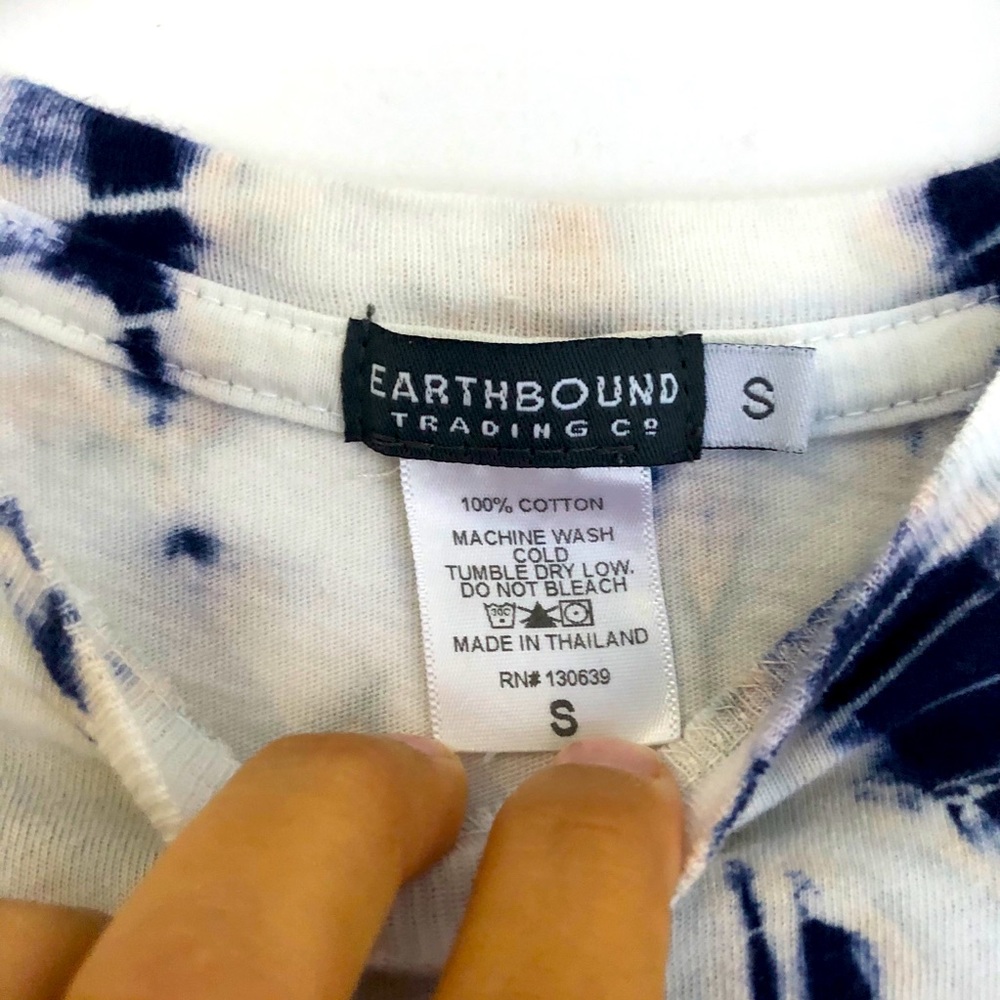 EARTHBOUND
TRADING Cº
S
100% COTTON
MACHINE WASH
COLD
TUMBLE DRY LOW.
DO NOT BLEACH
MADE IN THAILAND
RN# 130639
S